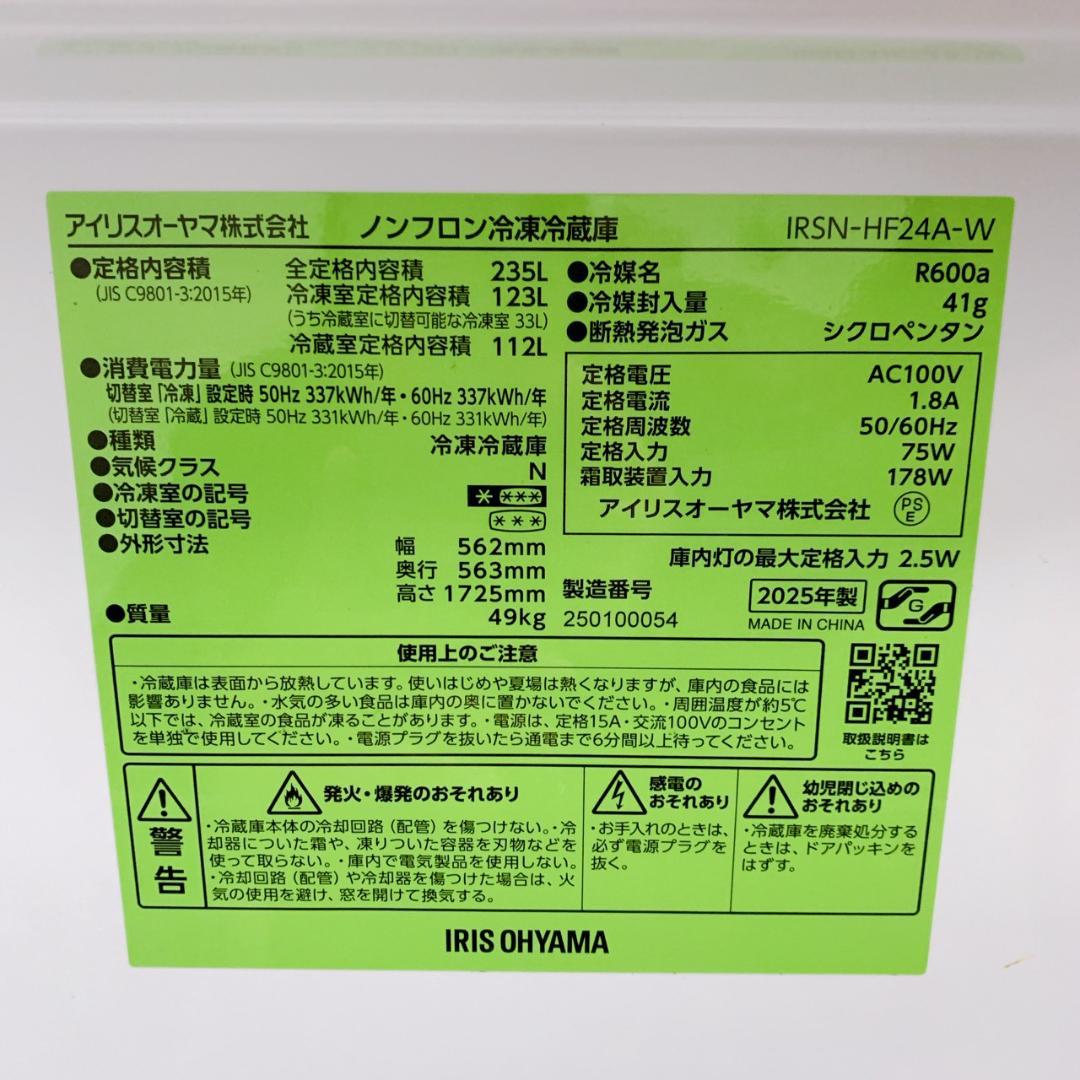 アイリスオーヤマ株式会社 ノンフロン冷凍冷蔵庫 IRSN-HF24A-W
●定格内容積 全定格内容積 235L
(JIS C9801-3:2015年) 冷凍室定格内容積 123L
(うち冷蔵室に切替可能な冷凍室 33L)
冷蔵室定格内容積 112L
●消費電力量 (JIS C9801-3:2015年)
切替室「冷凍」設定時 50Hz 337kWh/年・60Hz 337kWh/年
(切替室「冷蔵」設定時 50Hz 331kWh/年・60Hz 331kWh/年)
●種類 冷凍冷蔵庫
●気候クラス N
●冷凍室の記号 * ***
●切替室の記号 ***
●外形寸法 幅 562mm
奥行 563mm
高さ 1725mm
●質量 49kg
●冷媒名 R600a
●冷媒封入量 41g
●断熱発泡ガス シクロペンタン
定格電圧 AC100V
定格電流 1.8A
定格周波数 50/60Hz
定格入力 75W
霜取装置入力 178W
アイリスオーヤマ株式会社 PSE
庫内灯の最大定格入力 2.5W
製造番号 2025年製 G
250100054 MADE IN CHINA
使用上のご注意
・冷蔵庫は表面から放熱しています。使いはじめや夏場は熱くなりますが、庫内の食品には
影響ありません。・水気の多い食品は庫内の奥に置かないでください。・周囲温度が約5℃
以下では、冷蔵室の食品が凍ることがあります。・電源は、定格15A・交流100Vのコンセント
を単独で使用してください。・電源プラグを抜いたら通電まで6分間以上待ってください。
取扱説明書は
こちら
警告
発火・爆発のおそれあり
・冷蔵庫本体の冷却回路（配管）を傷つけない。・冷
却器についた霜や、凍りついた容器を刃物などを
使って取らない。・庫内で電気製品を使用しない。
・冷却回路（配管）や冷却器を傷つけた場合は、火
気の使用を避け、窓を開けて換気する。
感電の
おそれあり
・お手入れのときは、
必ず電源プラグを
抜く。
幼児閉じ込めの
おそれあり
・冷蔵庫を廃棄処分する
ときは、ドアパッキンを
はずす。
IRIS OHYAMA